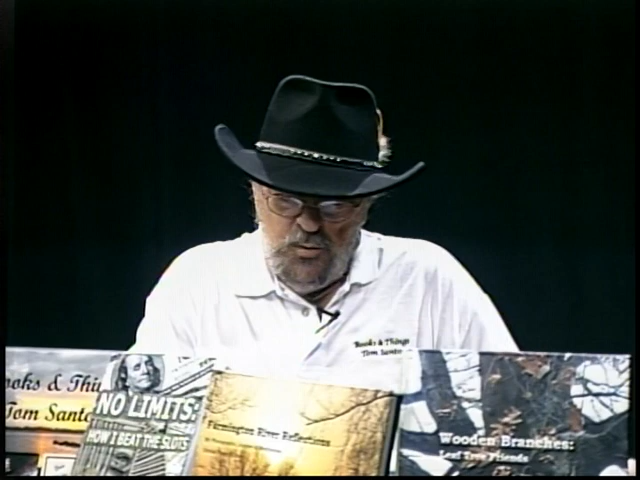 Books & Things
Tom Santo
ooks & Thi
Tom Santo
NO LIMITS:
HOW I BEAT THE SLOTS
Farmington River Reflections
Wooden Branches:
Leaf Tree Friends